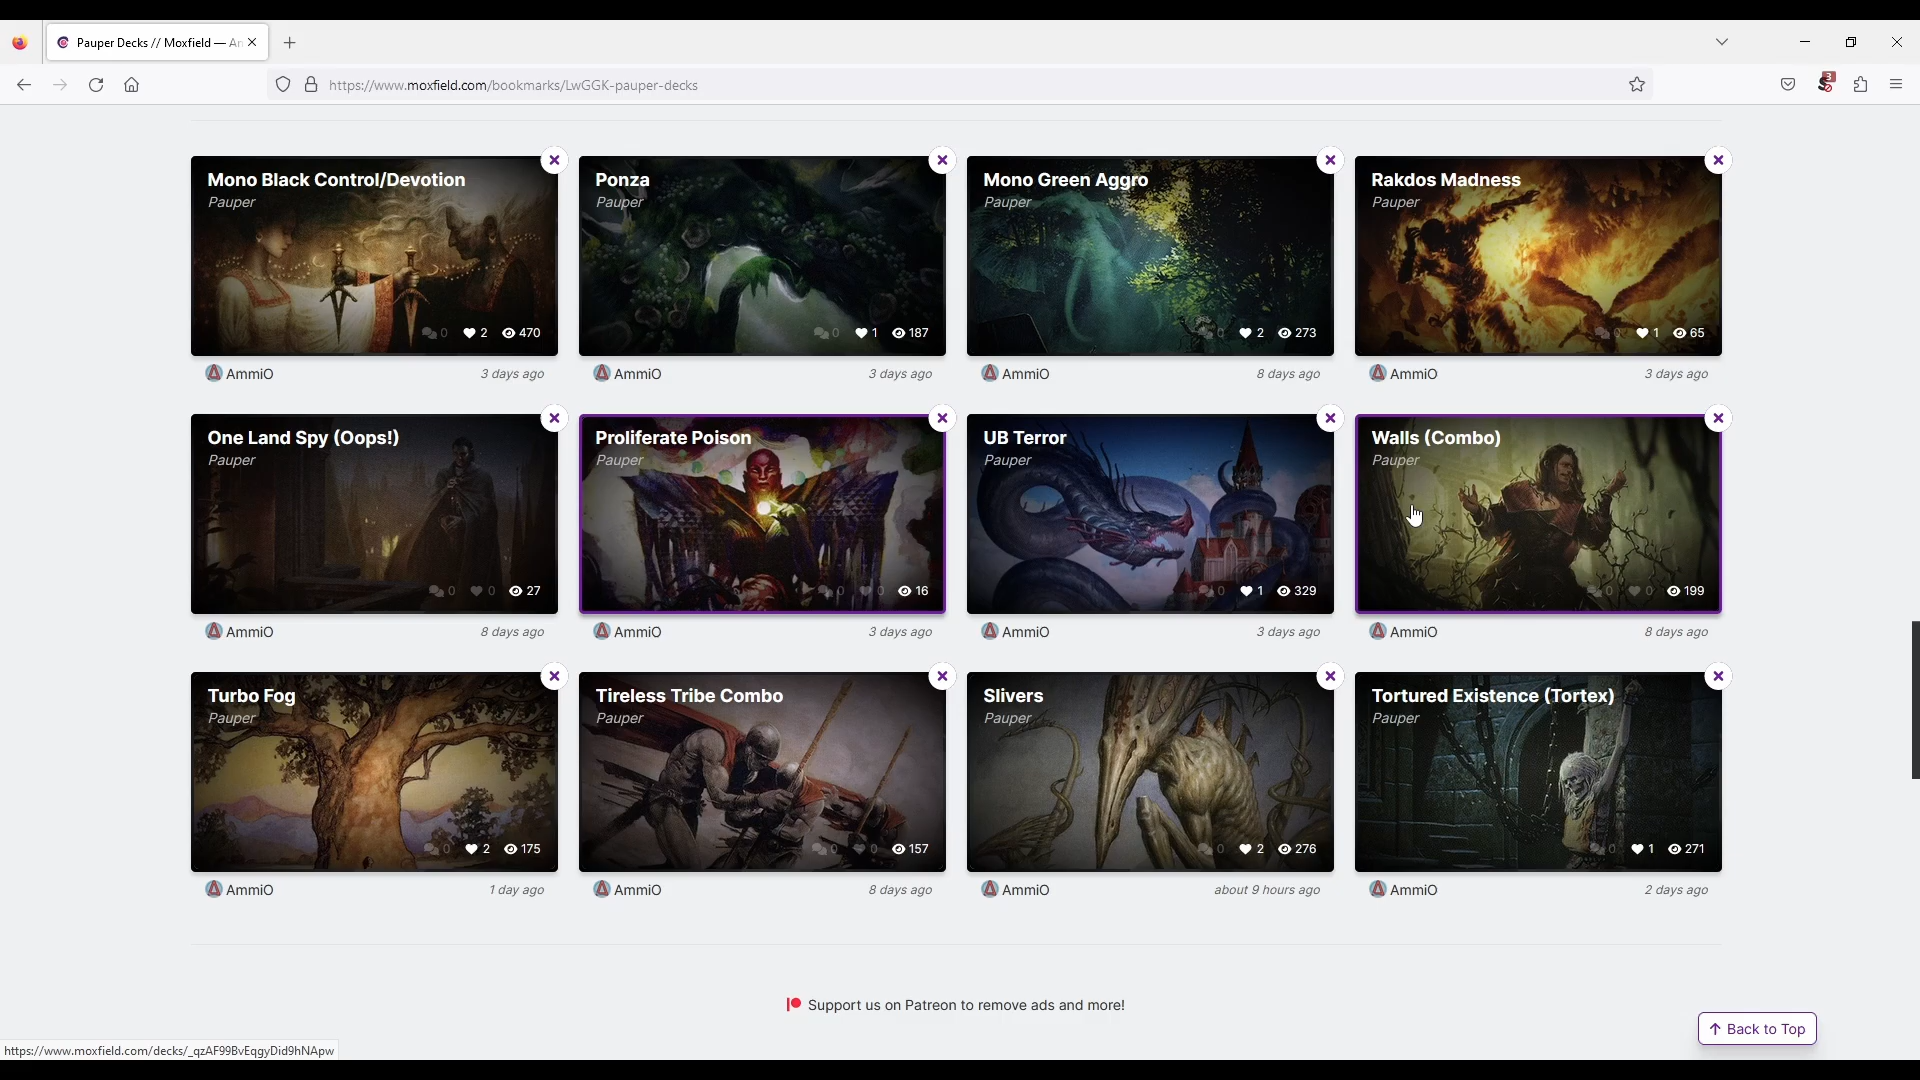 Pauper Decks // Moxfield — An
https://www.moxfield.com/bookmarks/LwGGK-pauper-decks
3
Mono Black Control/Devotion
Pauper
0 2 470
AmmiO 3 days ago
Ponza
Pauper
0 1 187
AmmiO 3 days ago
Mono Green Aggro
Pauper
0 2 273
AmmiO 8 days ago
Rakdos Madness
Pauper
0 1 65
AmmiO 3 days ago
One Land Spy (Oops!)
Pauper
0 0 27
AmmiO 8 days ago
Proliferate Poison
Pauper
0 0 16
AmmiO 3 days ago
UB Terror
Pauper
0 1 329
AmmiO 3 days ago
Walls (Combo)
Pauper
0 0 199
AmmiO 8 days ago
Turbo Fog
Pauper
0 2 175
AmmiO 1 day ago
Tireless Tribe Combo
Pauper
0 0 157
AmmiO 8 days ago
Slivers
Pauper
0 2 276
AmmiO about 9 hours ago
Tortured Existence (Tortex)
Pauper
0 1 271
AmmiO 2 days ago
Support us on Patreon to remove ads and more!
Back to Top
https://www.moxfield.com/decks/_qzAF99BvEqgyDid9hNApw